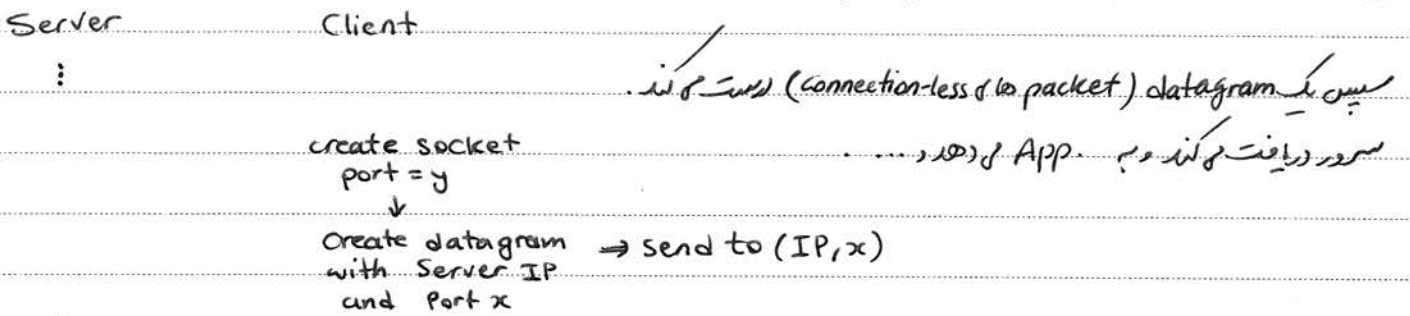 Server Client
⋮ سپس یک datagram (packet های connection-less) درست می‌کند.
create socket سرور دریافت می‌کند و به App. می‌دهد و ....
port = y
↓
Create datagram ⇒ send to (IP, x)
with Server IP
and Port x